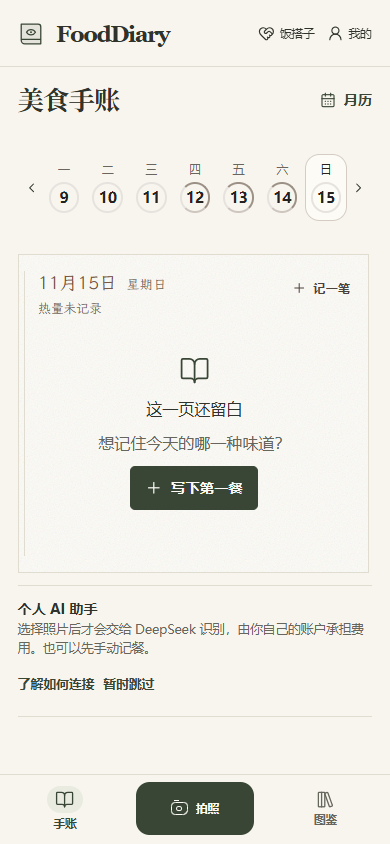 FoodDiary
饭搭子 我的
美食手账
月历
一 二 三 四 五 六 日
9 10 11 12 13 14 15
11月15日 星期日
记一笔
热量未记录
这一页还留白
想记住今天的哪一种味道？
写下第一餐
个人 AI 助手
选择照片后才会交给 DeepSeek 识别，由你自己的账户承担费
用。也可以先手动记餐。
了解如何连接 暂时跳过
手账
拍照
图鉴